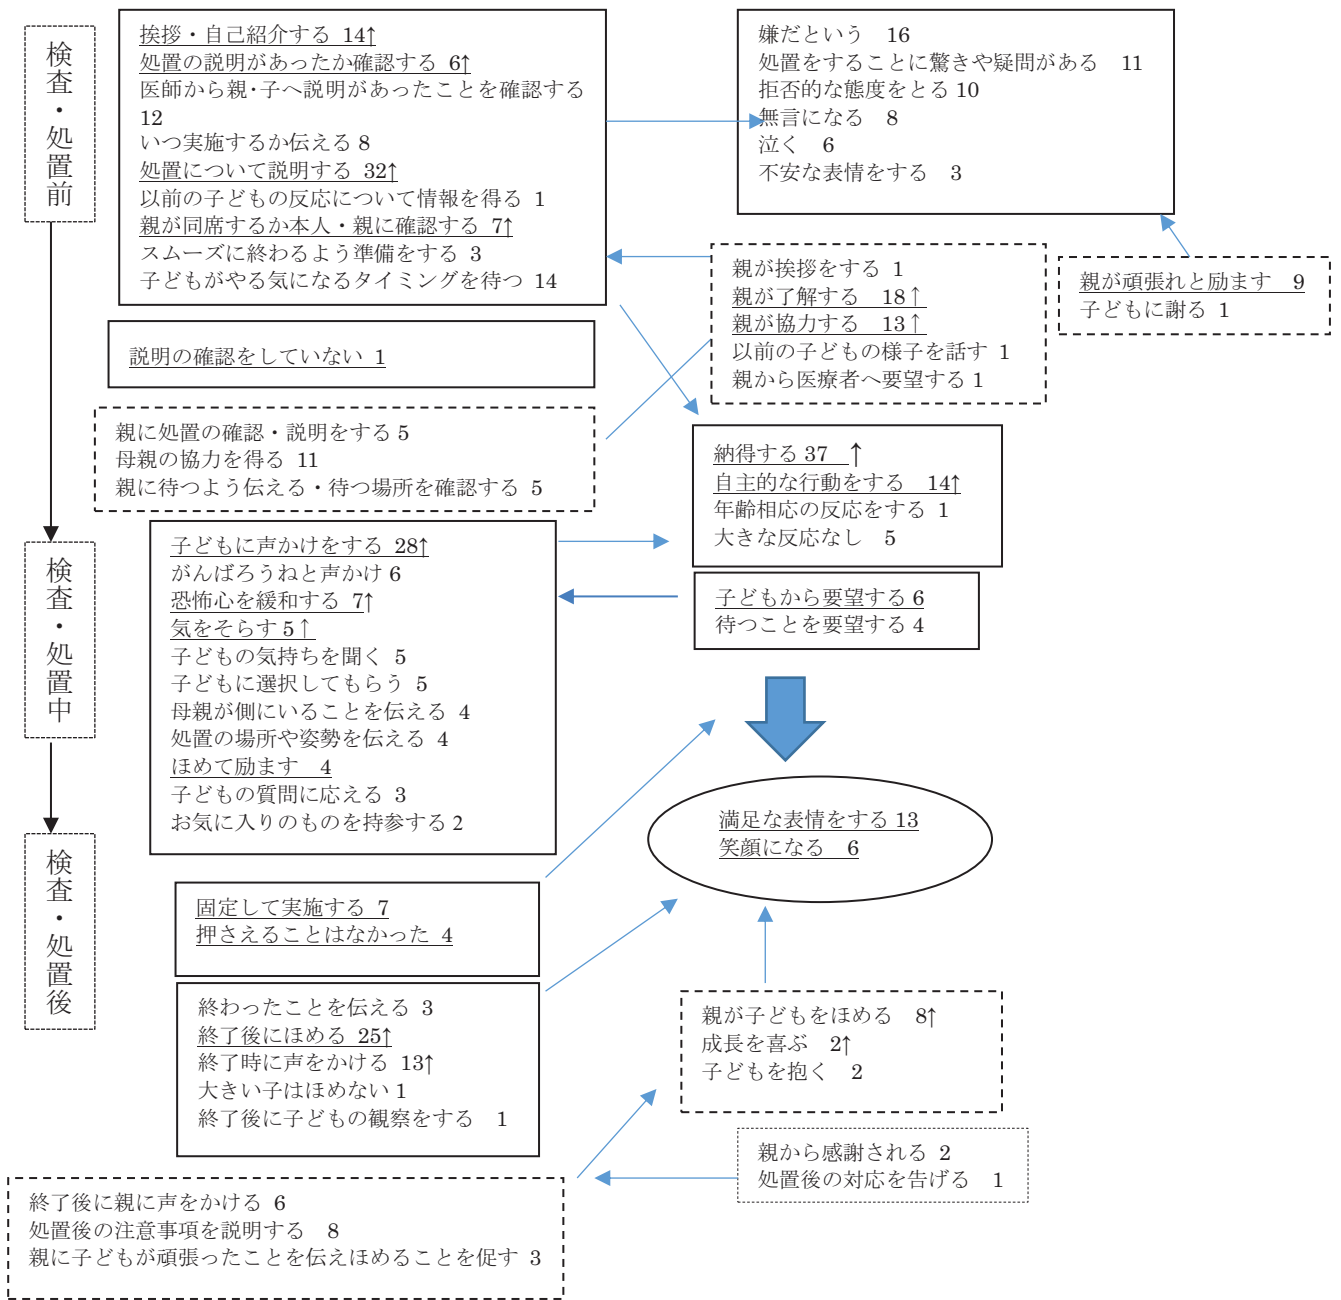 検査・処置前
挨拶・自己紹介する 14↑
処置の説明があったか確認する 6↑
医師から親・子へ説明があったことを確認する
12
いつ実施するか伝える 8
処置について説明する 32↑
以前の子どもの反応について情報を得る 1
親が同席するか本人・親に確認する 7↑
スムーズに終わるよう準備をする 3
子どもがやる気になるタイミングを待つ 14
嫌だという 16
処置をすることに驚きや疑問がある 11
拒否的な態度をとる 10
無言になる 8
泣く 6
不安な表情をする 3
親が挨拶をする 1
親が了解する 18↑
親が協力する 13↑
以前の子どもの様子を話す 1
親から医療者へ要望する 1
親が頑張れと励ます 9
子どもに謝る 1
説明の確認をしていない 1
親に処置の確認・説明をする 5
母親の協力を得る 11
親に待つよう伝える・待つ場所を確認する 5
納得する 37 ↑
自主的な行動をする 14↑
年齢相応の反応をする 1
大きな反応なし 5
検査・処置中
子どもに声かけをする 28↑
がんばろうねと声かけ 6
恐怖心を緩和する 7↑
気をそらす 5↑
子どもの気持ちを聞く 5
子どもに選択してもらう 5
母親が側にいることを伝える 4
処置の場所や姿勢を伝える 4
ほめて励ます 4
子どもの質問に応える 3
お気に入りのものを持参する 2
子どもから要望する 6
待つことを要望する 4
満足な表情をする 13
笑顔になる 6
検査・処置後
固定して実施する 7
押さえることはなかった 4
終わったことを伝える 3
終了後にほめる 25↑
終了時に声をかける 13↑
大きい子はほめない 1
終了後に子どもの観察をする 1
親が子どもをほめる 8↑
成長を喜ぶ 2↑
子どもを抱く 2
親から感謝される 2
処置後の対応を告げる 1
終了後に親に声をかける 6
処置後の注意事項を説明する 8
親に子どもが頑張ったことを伝えほめることを促す 3